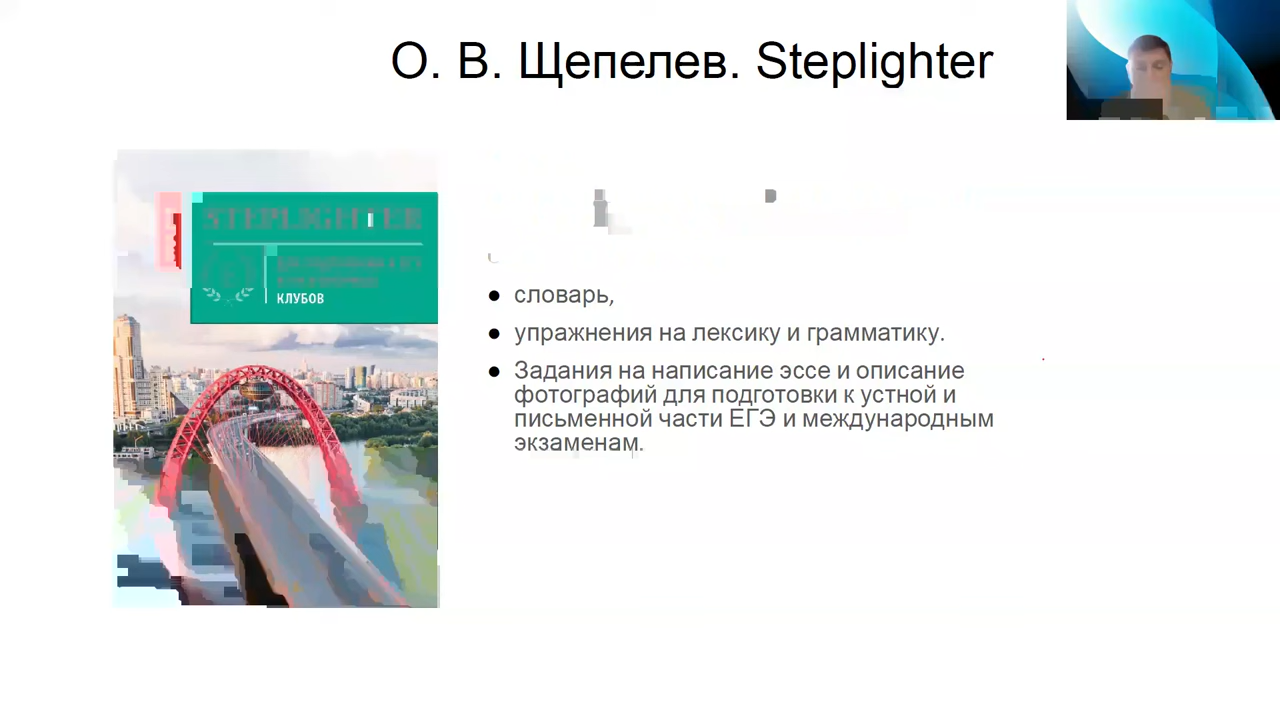 О. В. Щепелев. Steplighter
STEPLIGHTER
КЛУБОВ
● словарь,
● упражнения на лексику и грамматику.
● Задания на написание эссе и описание
фотографий для подготовки к устной и
письменной части ЕГЭ и международным
экзаменам.